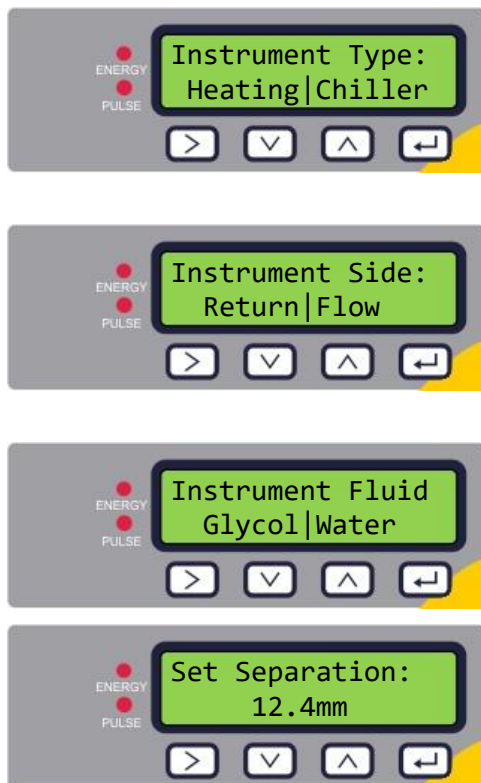 ENERGY
PULSE
Instrument Type:
Heating|Chiller
ENERGY
PULSE
Instrument Side:
Return|Flow
ENERGY
PULSE
Instrument Fluid
Glycol|Water
ENERGY
PULSE
Set Separation:
12.4mm